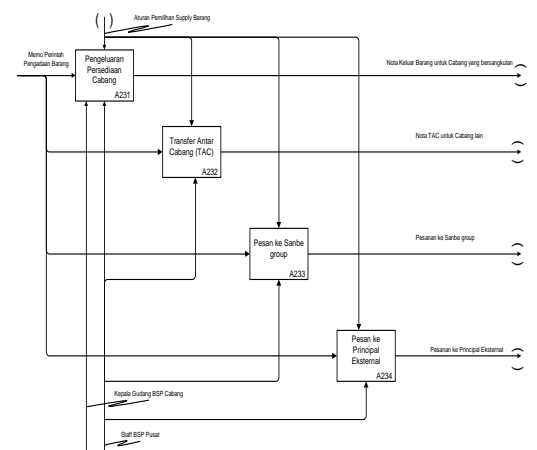 Aturan Pemilihan Supply Barang
Memo Perintah
Pengadaan Barang
Pengeluaran
Persediaan
Cabang
A231
Nota Keluar Barang untuk Cabang yang bersangkutan
Transfer Antar
Cabang (TAC)
A232
Nota TAC untuk Cabang lain
Pesan ke Sanbe
group
A233
Pesanan ke Sanbe group
Pesan ke
Principal
Eksternal
A234
Pesanan ke Principal Eksternal
Kepala Gudang BSP Cabang
Staff BSP Pusat